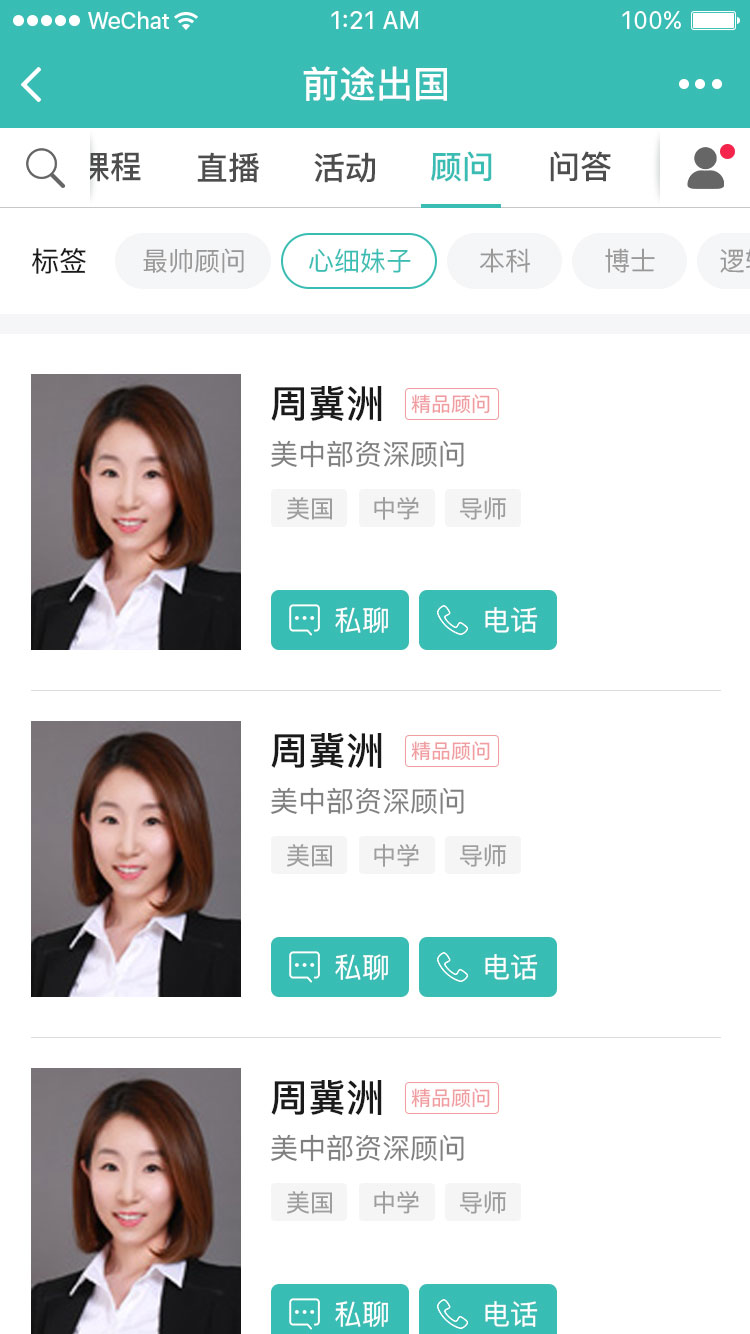 WeChat 1:21 AM 100%
前途出国
课程 直播 活动 顾问 问答
标签 最帅顾问 心细妹子 本科 博士 逻
周冀洲 精品顾问
美中部资深顾问
美国 中学 导师
私聊 电话
周冀洲 精品顾问
美中部资深顾问
美国 中学 导师
私聊 电话
周冀洲 精品顾问
美中部资深顾问
美国 中学 导师
私聊 电话